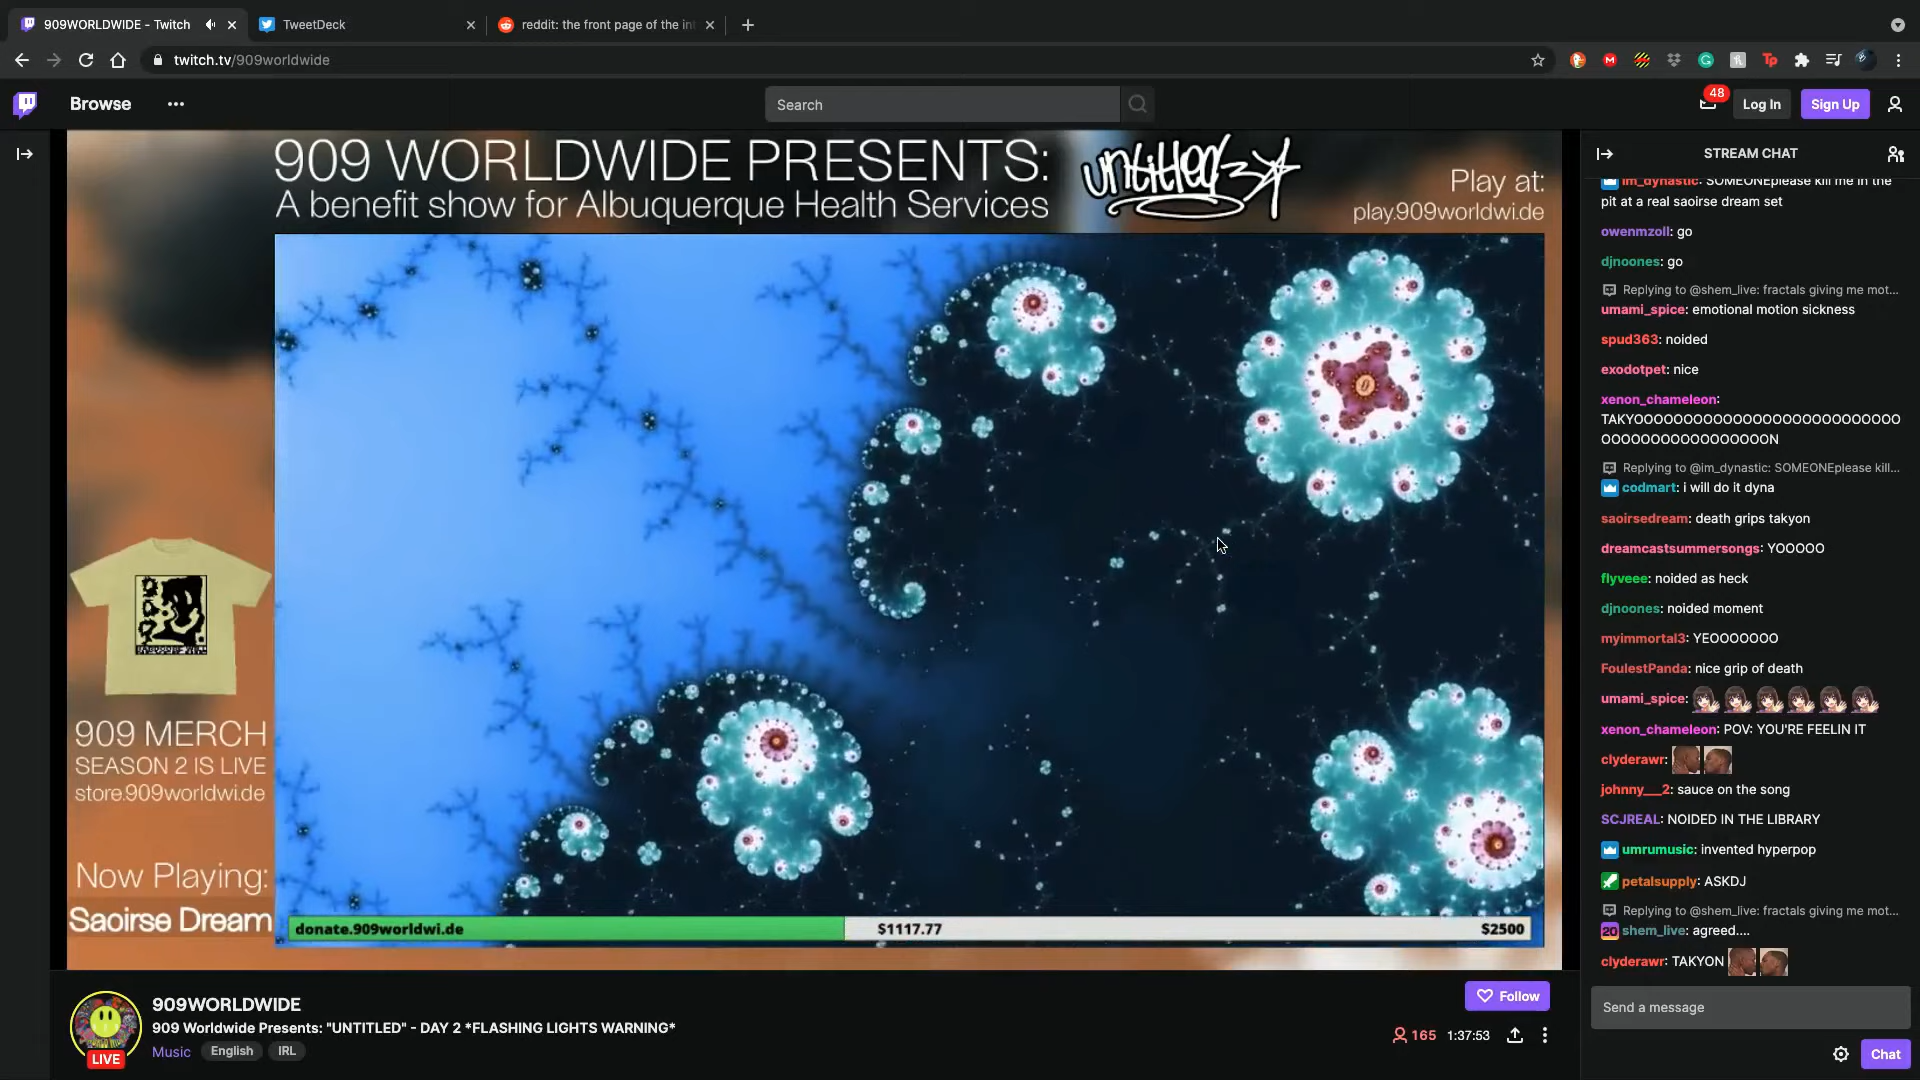 909WORLDWIDE - Twitch
TweetDeck
reddit: the front page of the int
twitch.tv/909worldwide
Browse
Search
48
Log In
Sign Up
909 WORLDWIDE PRESENTS:
A benefit show for Albuquerque Health Services
untitled
Play at:
play.909worldwi.de
909 MERCH
SEASON 2 IS LIVE
store.909worldwi.de
Now Playing:
Saoirse Dream
donate.909worldwi.de
$1117.77
$2500
LIVE
909WORLDWIDE
909 Worldwide Presents: "UNTITLED" - DAY 2 *FLASHING LIGHTS WARNING*
Music
English
IRL
Follow
165
1:37:53
STREAM CHAT
im_dynastic: SOMEONEplease kill me in the
pit at a real saoirse dream set
owenmzoll: go
djnoones: go
Replying to @shem_live: fractals giving me mot...
umami_spice: emotional motion sickness
spud363: noided
exodotpet: nice
xenon_chameleon:
TAKYOOOOOOOOOOOOOOOOOOOOOOOOOOO
OOOOOOOOOOOOOOOOON
Replying to @im_dynastic: SOMEONEplease kill...
codmart: i will do it dyna
saoirsedream: death grips takyon
dreamcastsummersongs: YOOOOO
flyveee: noided as heck
djnoones: noided moment
myimmortal3: YEOOOOOOO
FoulestPanda: nice grip of death
umami_spice:
xenon_chameleon: POV: YOU'RE FEELIN IT
clyderawr:
johnny___2: sauce on the song
SCJREAL: NOIDED IN THE LIBRARY
umrumusic: invented hyperpop
petalsupply: ASKDJ
Replying to @shem_live: fractals giving me mot...
20 shem_live: agreed....
clyderawr: TAKYON
Send a message
Chat